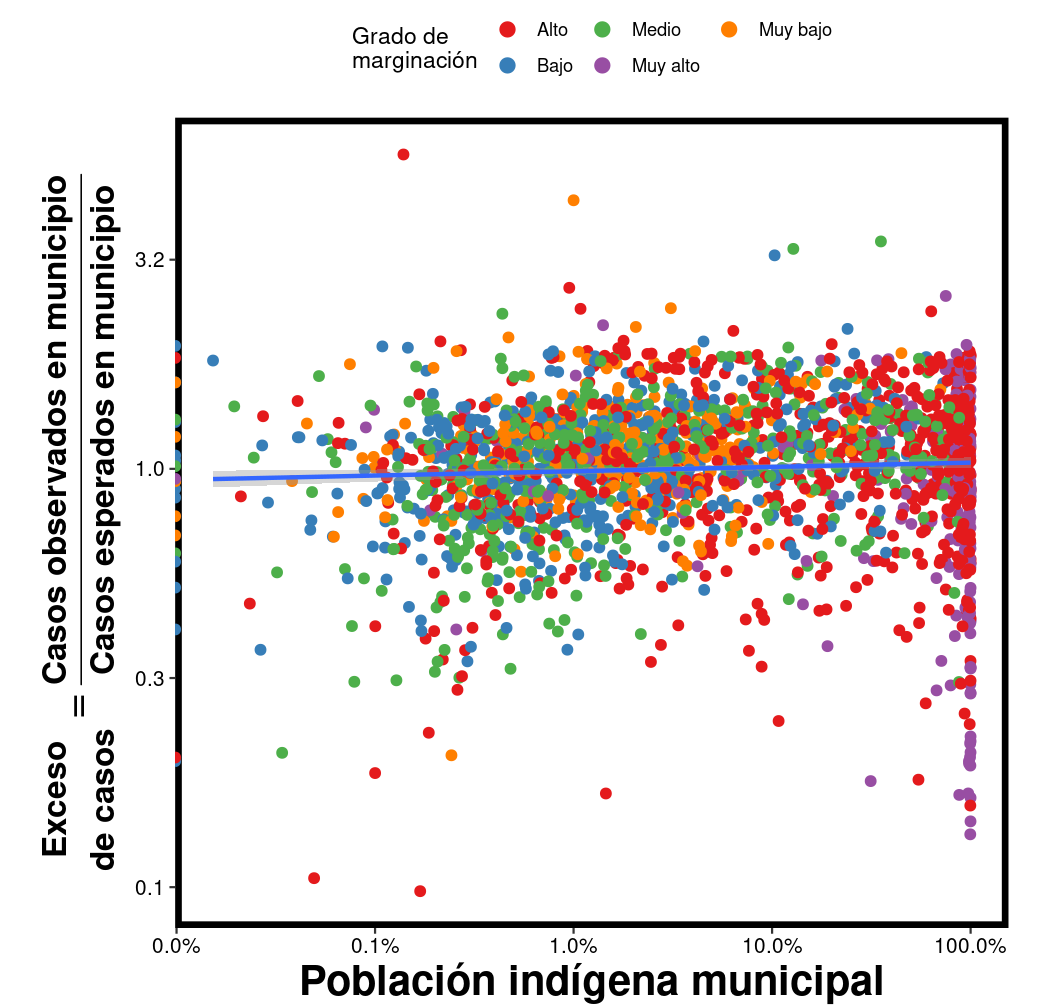 Grado de
marginación
Alto
Medio
Muy bajo
Bajo
Muy alto
Exceso
de casos
=
Casos observados en municipio
Casos esperados en municipio
3.2
1.0
0.3
0.1
0.0%
0.1%
1.0%
10.0%
100.0%
Población indígena municipal